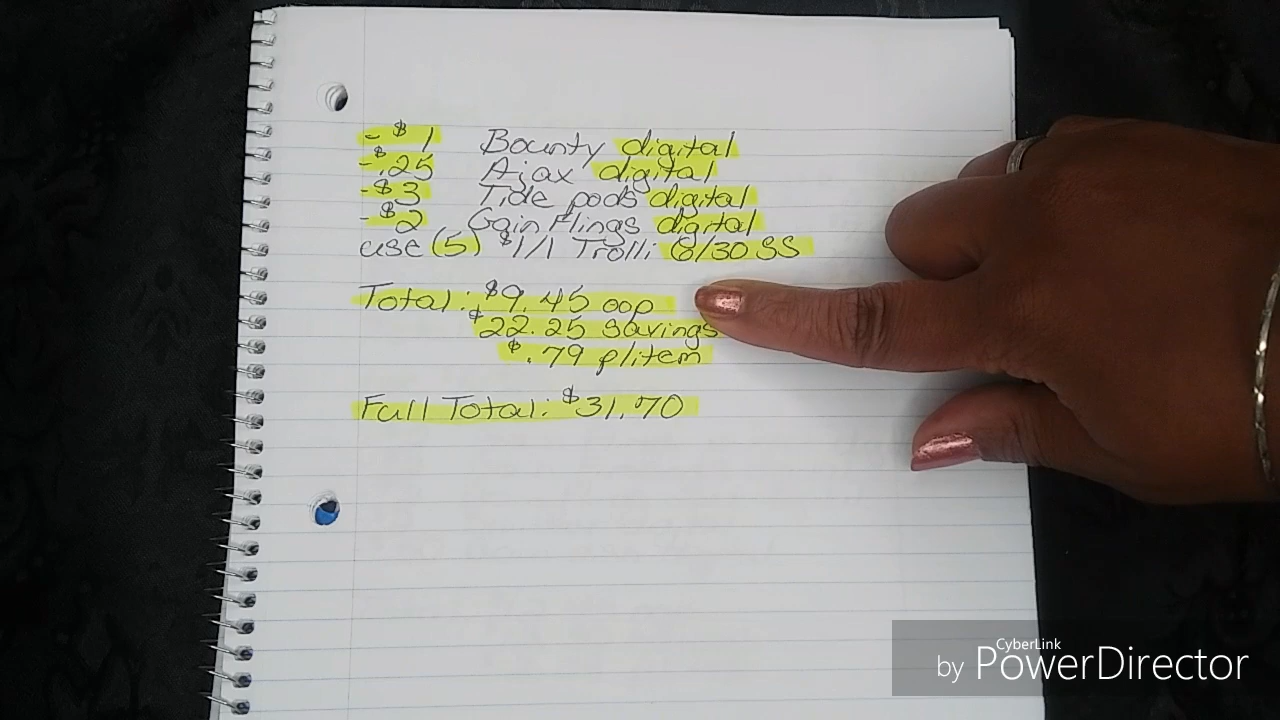 -$1 Bounty digital
-$.25 Ajax digital
-$3 Tide pods digital
-$2 Gain Flings digital
use (5) $1/1 Trolli 6/30 SS
Total: $9.45 oop
$22.25 savings
$.79 p/item
Full Total: $31.70
CyberLink
by PowerDirector